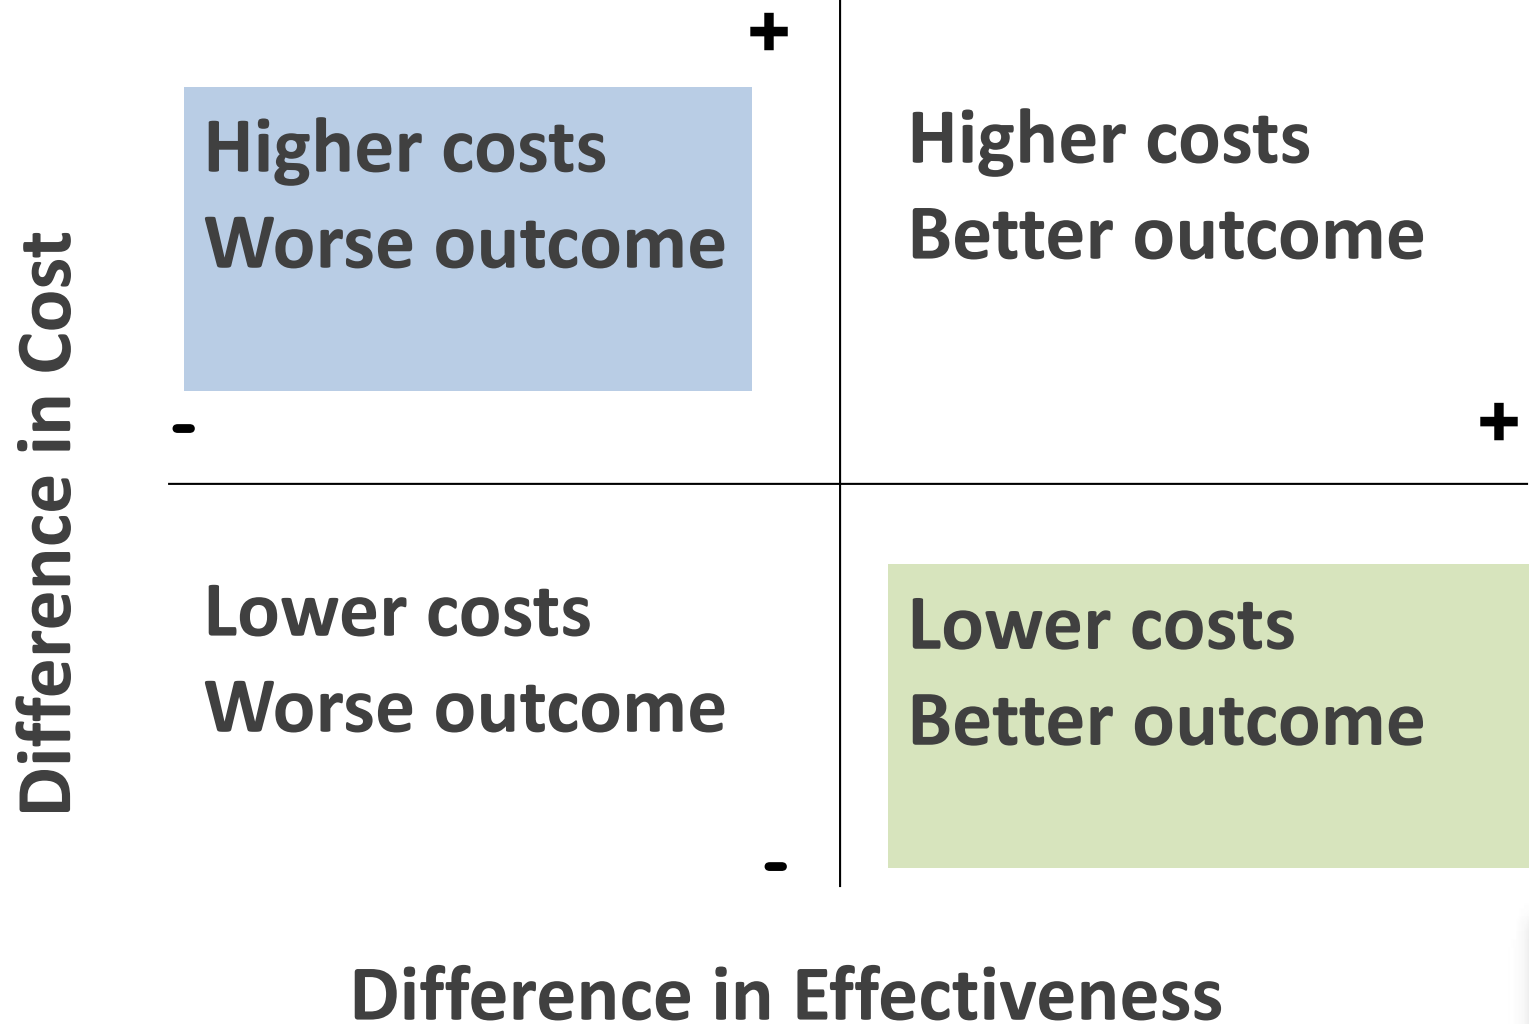 +
Higher costs
Worse outcome
Higher costs
Better outcome
-
+
Difference in Cost
Lower costs
Worse outcome
Lower costs
Better outcome
-
Difference in Effectiveness